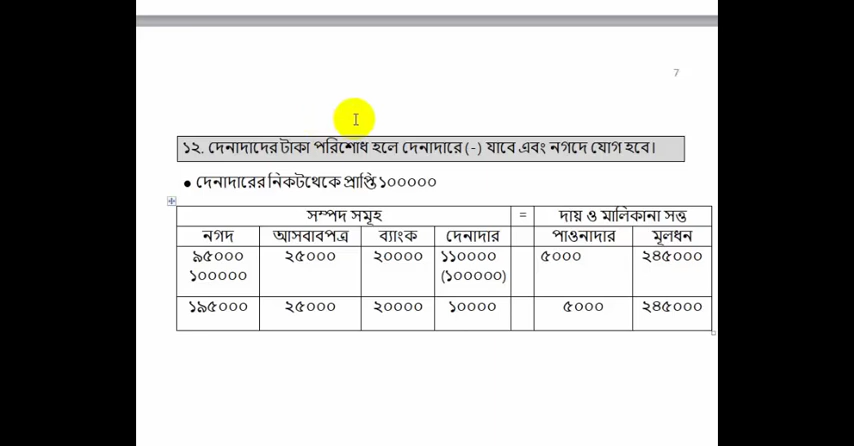 7
১২. দেনাদাদের টাকা পরিশোধ হলে দেনাদারে (-) যাবে এবং নগদে যোগ হবে।
● দেনাদারের নিকটথেকে প্রাপ্তি ১০০০০০
সম্পদ সমূহ = দায় ও মালিকানা সত্ত
নগদ আসবাবপত্র ব্যাংক দেনাদার পাওনাদার মূলধন
৯৫০০০ ২৫০০০ ২০০০০ ১১০০০০ ৫০০০ ২৪৫০০০
১০০০০০ (১০০০০০)
১৯৫০০০ ২৫০০০ ২০০০০ ১০০০০ ৫০০০ ২৪৫০০০